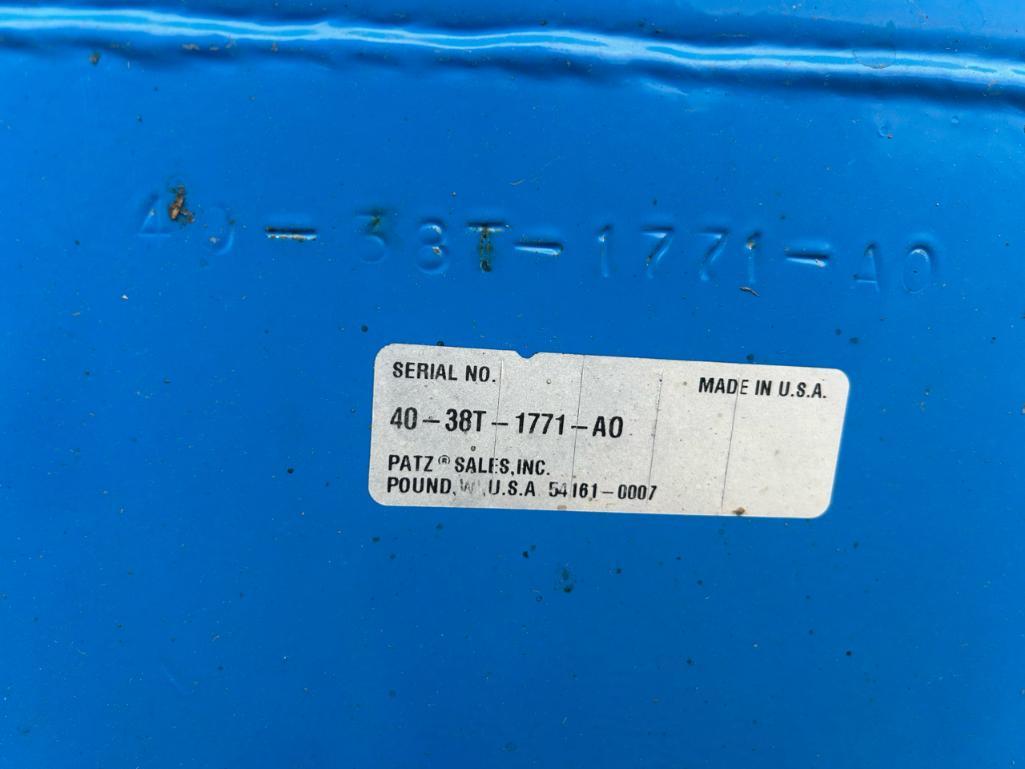 40-38T-1771-A0
SERIAL NO.
MADE IN U.S.A.
40-38T-1771-A0
PATZ® SALES, INC.
POUND, W , U.S.A 54161-0007